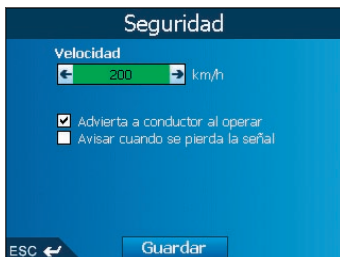 Seguridad
Velocidad
200 km/h
Advierta a conductor al operar
Avisar cuando se pierda la señal
ESC Guardar